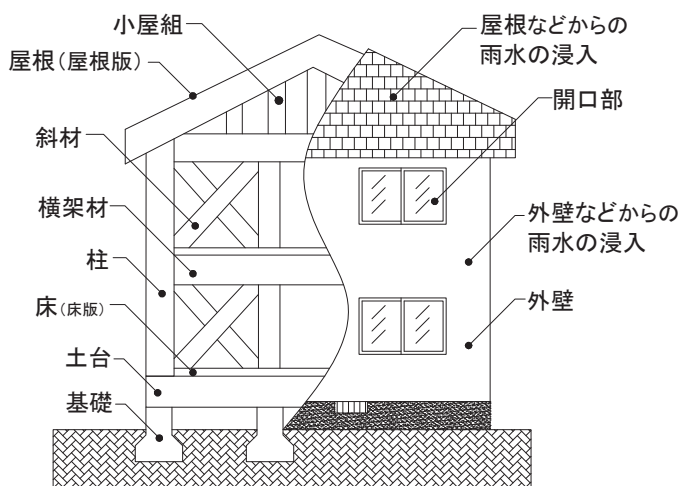 小屋組
屋根(屋根版)
斜材
横架材
柱
床(床版)
土台
基礎
屋根などからの
雨水の浸入
開口部
外壁などからの
雨水の浸入
外壁